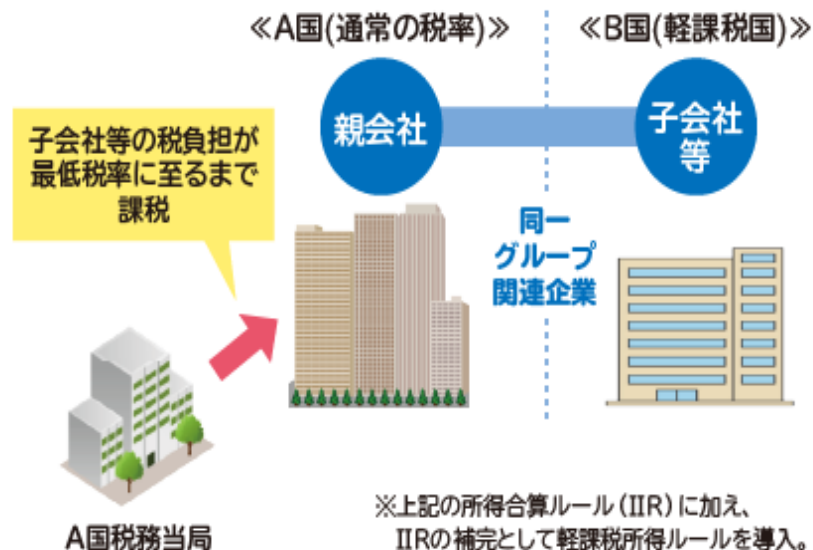 ≪A国(通常の税率)≫
≪B国(軽課税国)≫
親会社
子会社
等
子会社等の税負担が
最低税率に至るまで
課税
同一
グループ
関連企業
A国税務当局
※上記の所得合算ルール(IIR)に加え、
IIRの補完として軽課税所得ルールを導入。